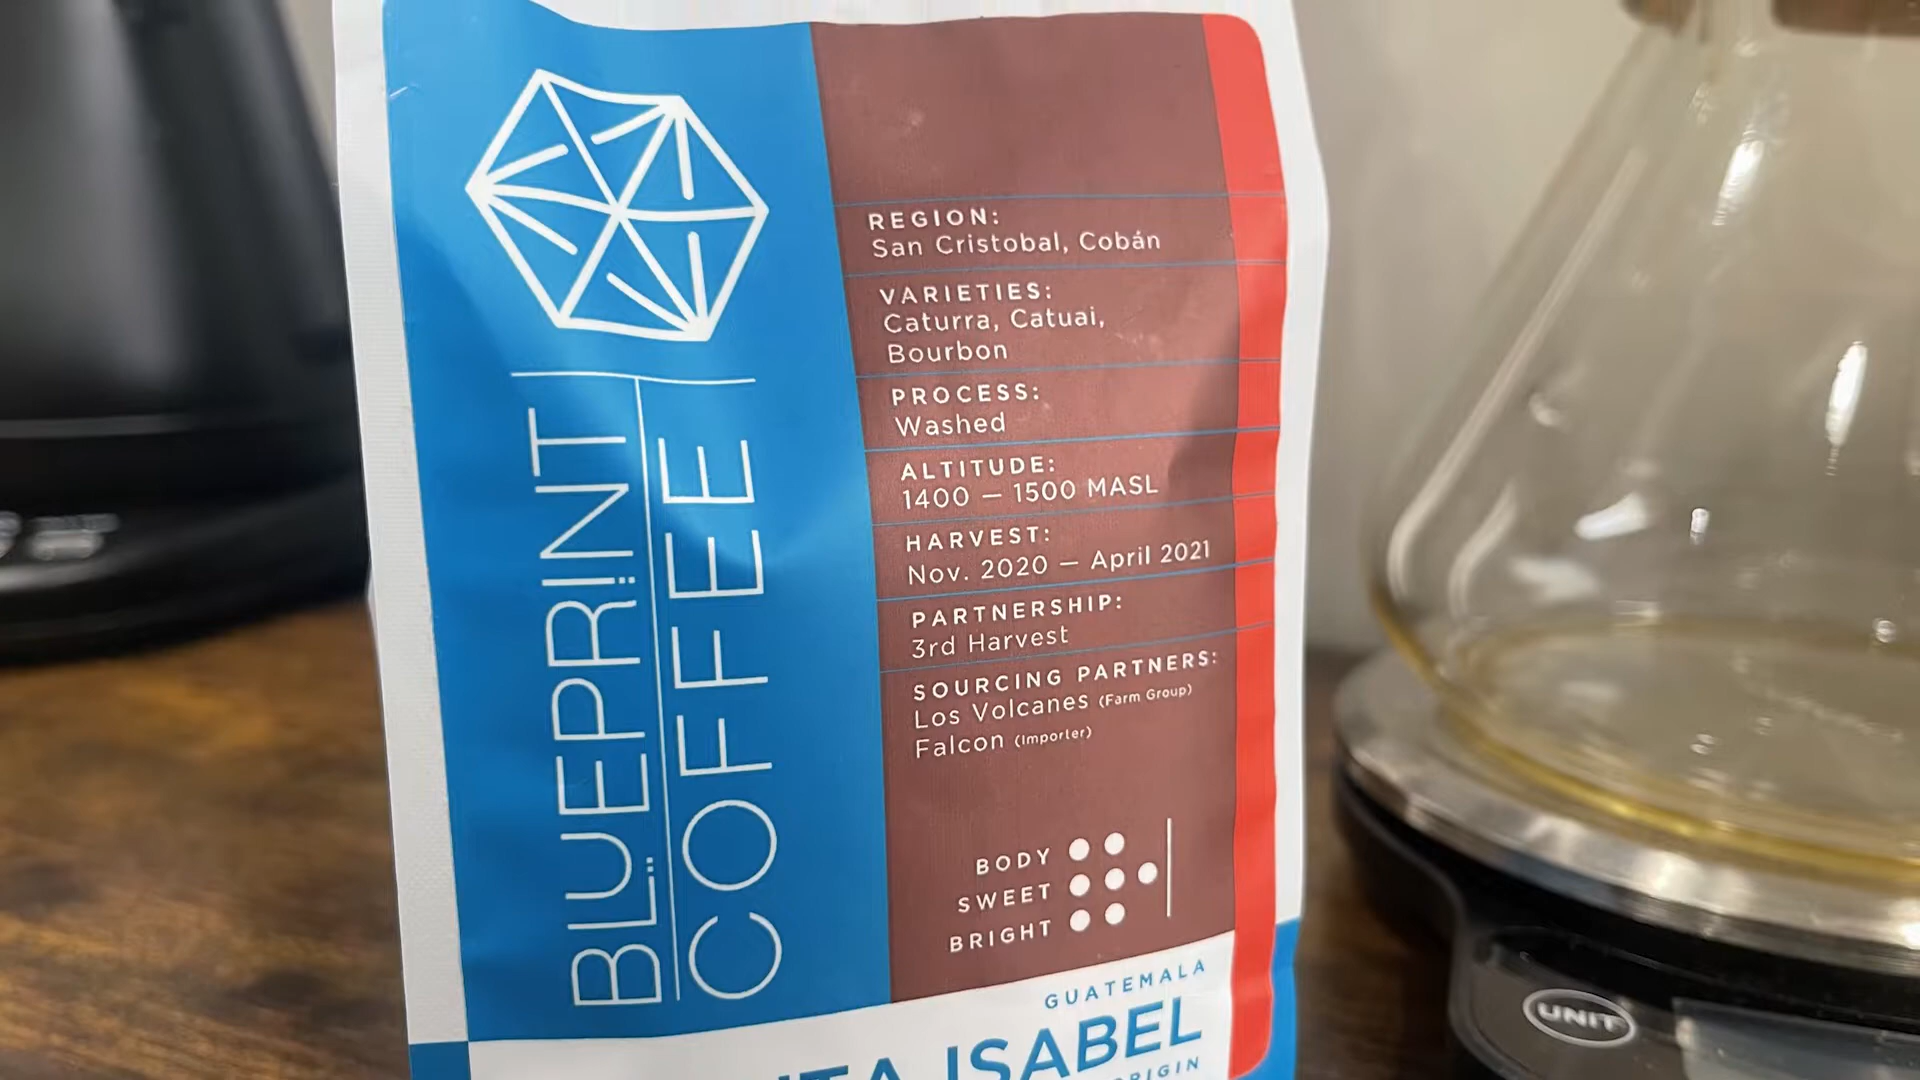 BLUEPRINT
COFFEE
REGION:
San Cristobal, Cobán
VARIETIES:
Caturra, Catuai,
Bourbon
PROCESS:
Washed
ALTITUDE:
1400 — 1500 MASL
HARVEST:
Nov. 2020 — April 2021
PARTNERSHIP:
3rd Harvest
SOURCING PARTNERS:
Los Volcanes (Farm Group)
Falcon (Importer)
BODY
SWEET
BRIGHT
GUATEMALA
ISABEL
UNIT